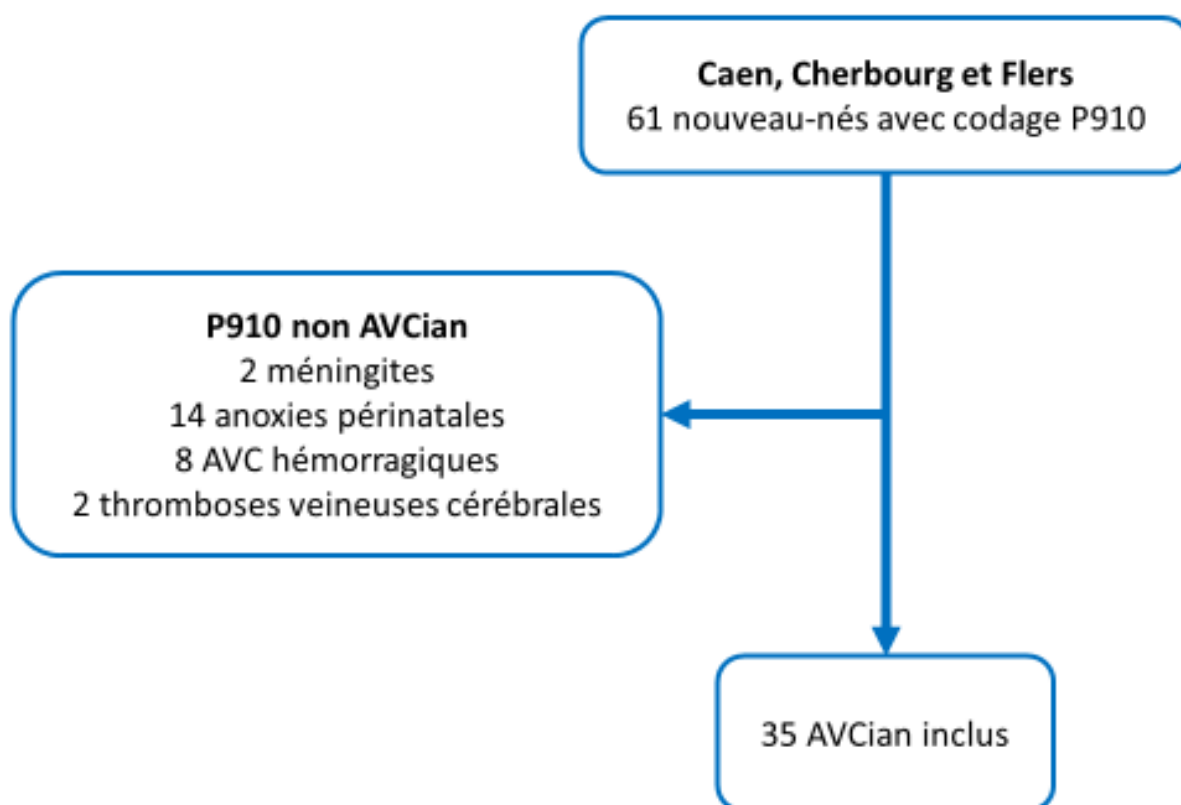 Caen, Cherbourg et Flers
61 nouveau-nés avec codage P910
P910 non AVCian
2 méningites
14 anoxies périnatales
8 AVC hémorragiques
2 thromboses veineuses cérébrales
35 AVCian inclus